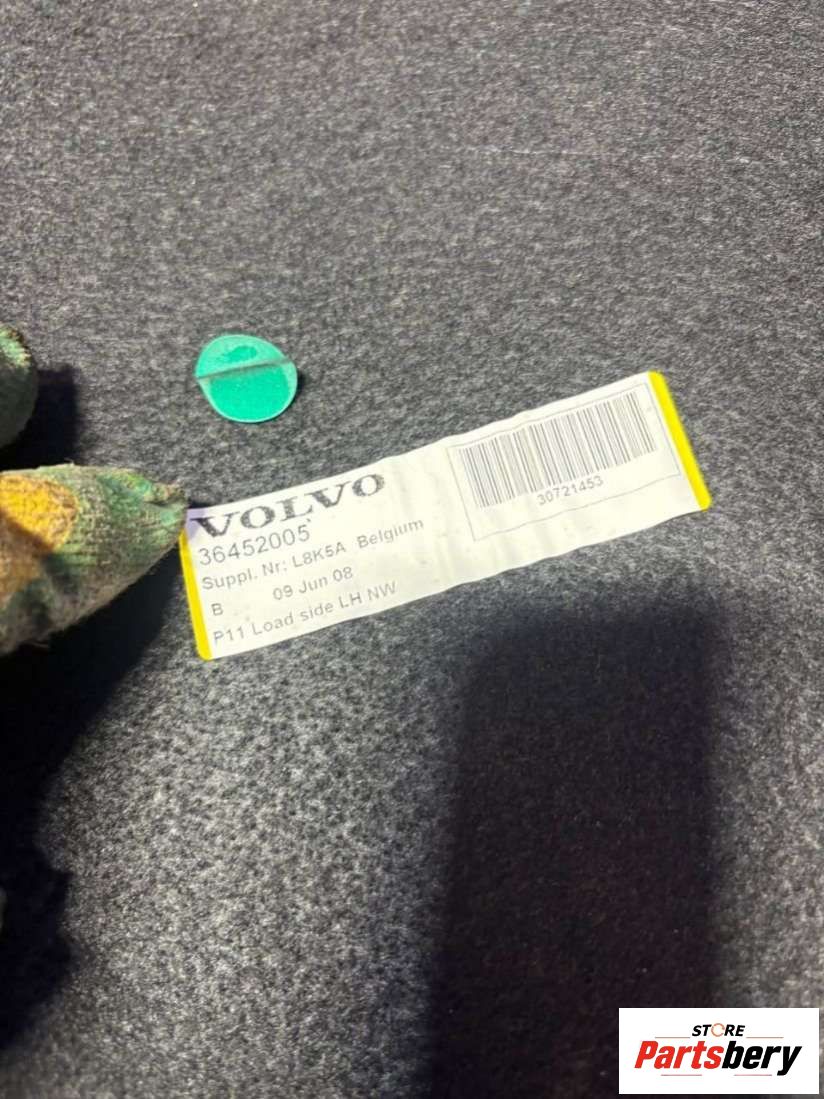 VOLVO
36452005
Suppl. Nr: L8K5A Belgium
B 09 Jun 08
P11 Load side LH NW
30721453
STORE
Partsbery